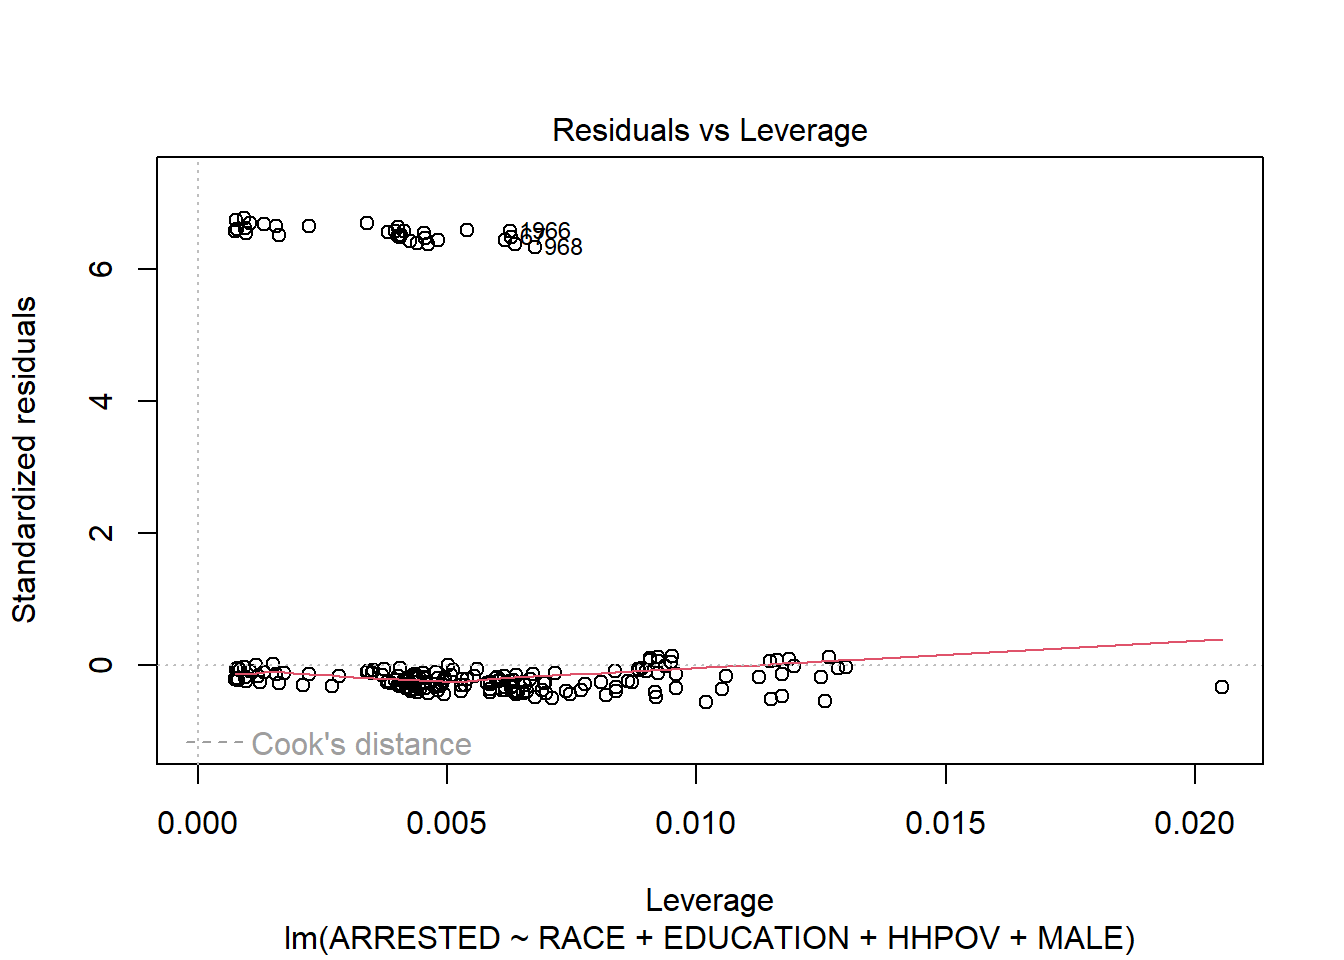 Residuals vs Leverage
1966
968
Standardized residuals
6
4
2
0
Cook's distance
0.000 0.005 0.010 0.015 0.020
Leverage
lm(ARRESTED ~ RACE + EDUCATION + HHPOV + MALE)